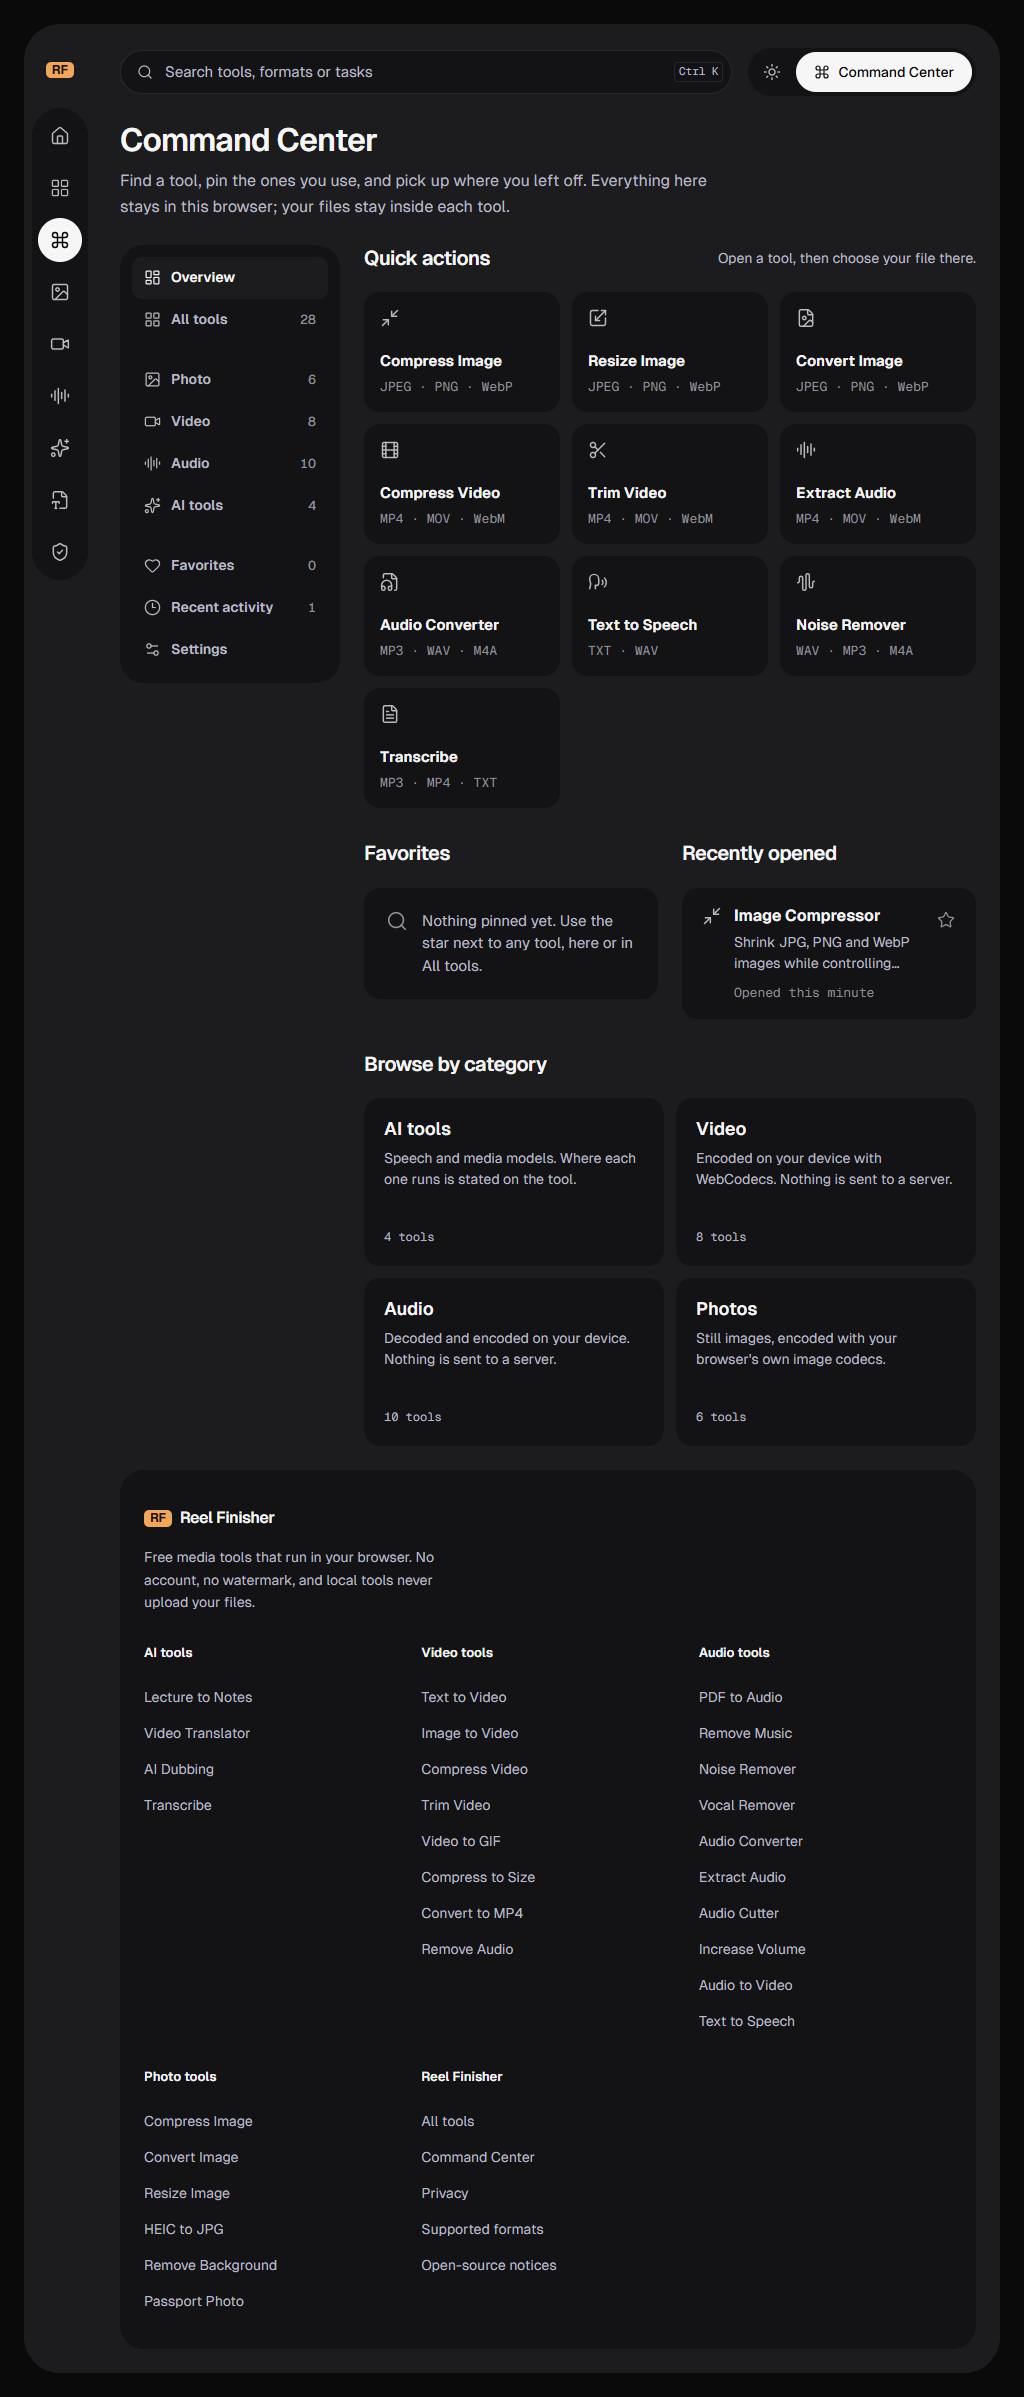 RF
Search tools, formats or tasks
Ctrl K
Command Center
Command Center
Find a tool, pin the ones you use, and pick up where you left off. Everything here
stays in this browser; your files stay inside each tool.
Overview
All tools 28
Photo 6
Video 8
Audio 10
AI tools 4
Favorites 0
Recent activity 1
Settings
Quick actions
Open a tool, then choose your file there.
Compress Image
JPEG · PNG · WebP
Resize Image
JPEG · PNG · WebP
Convert Image
JPEG · PNG · WebP
Compress Video
MP4 · MOV · WebM
Trim Video
MP4 · MOV · WebM
Extract Audio
MP4 · MOV · WebM
Audio Converter
MP3 · WAV · M4A
Text to Speech
TXT · WAV
Noise Remover
WAV · MP3 · M4A
Transcribe
MP3 · MP4 · TXT
Favorites
Nothing pinned yet. Use the
star next to any tool, here or in
All tools.
Recently opened
Image Compressor
Shrink JPG, PNG and WebP
images while controlling…
Opened this minute
Browse by category
AI tools
Speech and media models. Where each
one runs is stated on the tool.
4 tools
Video
Encoded on your device with
WebCodecs. Nothing is sent to a server.
8 tools
Audio
Decoded and encoded on your device.
Nothing is sent to a server.
10 tools
Photos
Still images, encoded with your
browser's own image codecs.
6 tools
RF Reel Finisher
Free media tools that run in your browser. No
account, no watermark, and local tools never
upload your files.
AI tools
Lecture to Notes
Video Translator
AI Dubbing
Transcribe
Video tools
Text to Video
Image to Video
Compress Video
Trim Video
Video to GIF
Compress to Size
Convert to MP4
Remove Audio
Audio tools
PDF to Audio
Remove Music
Noise Remover
Vocal Remover
Audio Converter
Extract Audio
Audio Cutter
Increase Volume
Audio to Video
Text to Speech
Photo tools
Compress Image
Convert Image
Resize Image
HEIC to JPG
Remove Background
Passport Photo
Reel Finisher
All tools
Command Center
Privacy
Supported formats
Open-source notices